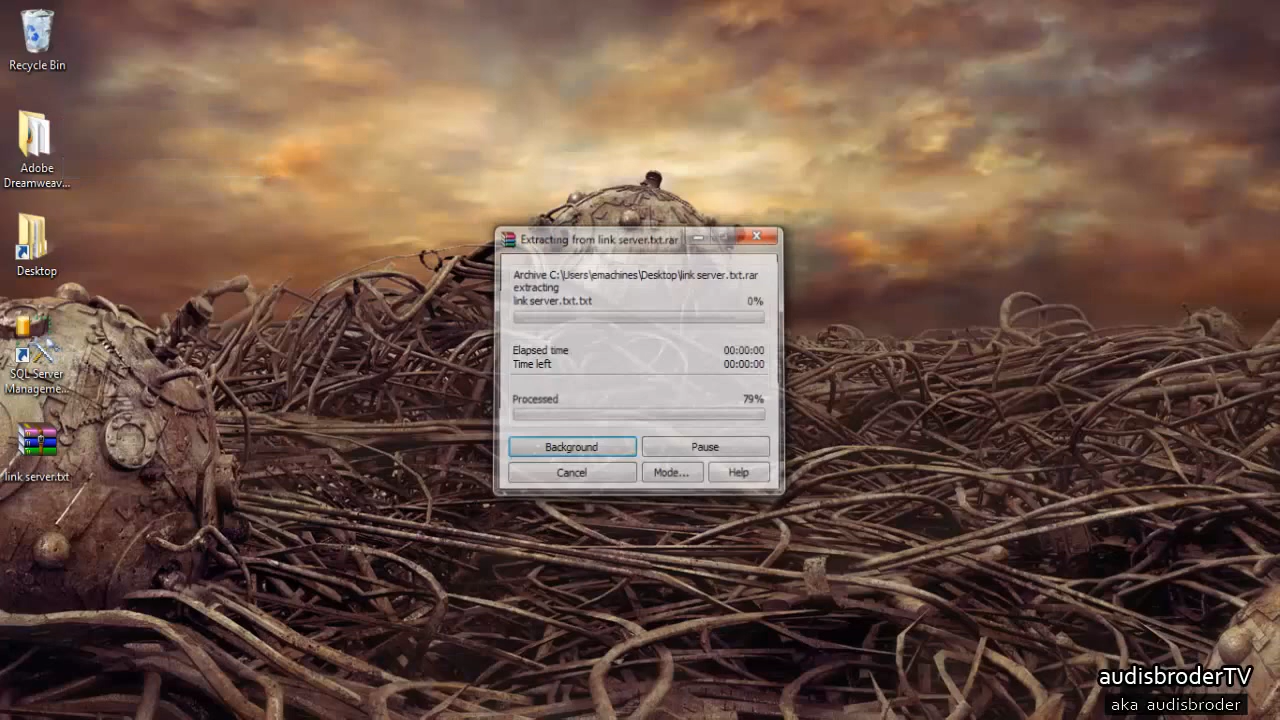 Recycle Bin
Adobe
Dreamweav...
Desktop
SQL Server
Manageme...
link server.txt
Extracting from link server.txt.rar
Archive C:\Users\emachines\Desktop\link server.txt.rar
extracting
link server.txt.txt 0%
Elapsed time 00:00:00
Time left 00:00:00
Processed 79%
Background Pause
Cancel Mode... Help
audisbroderTV
aka audisbroder